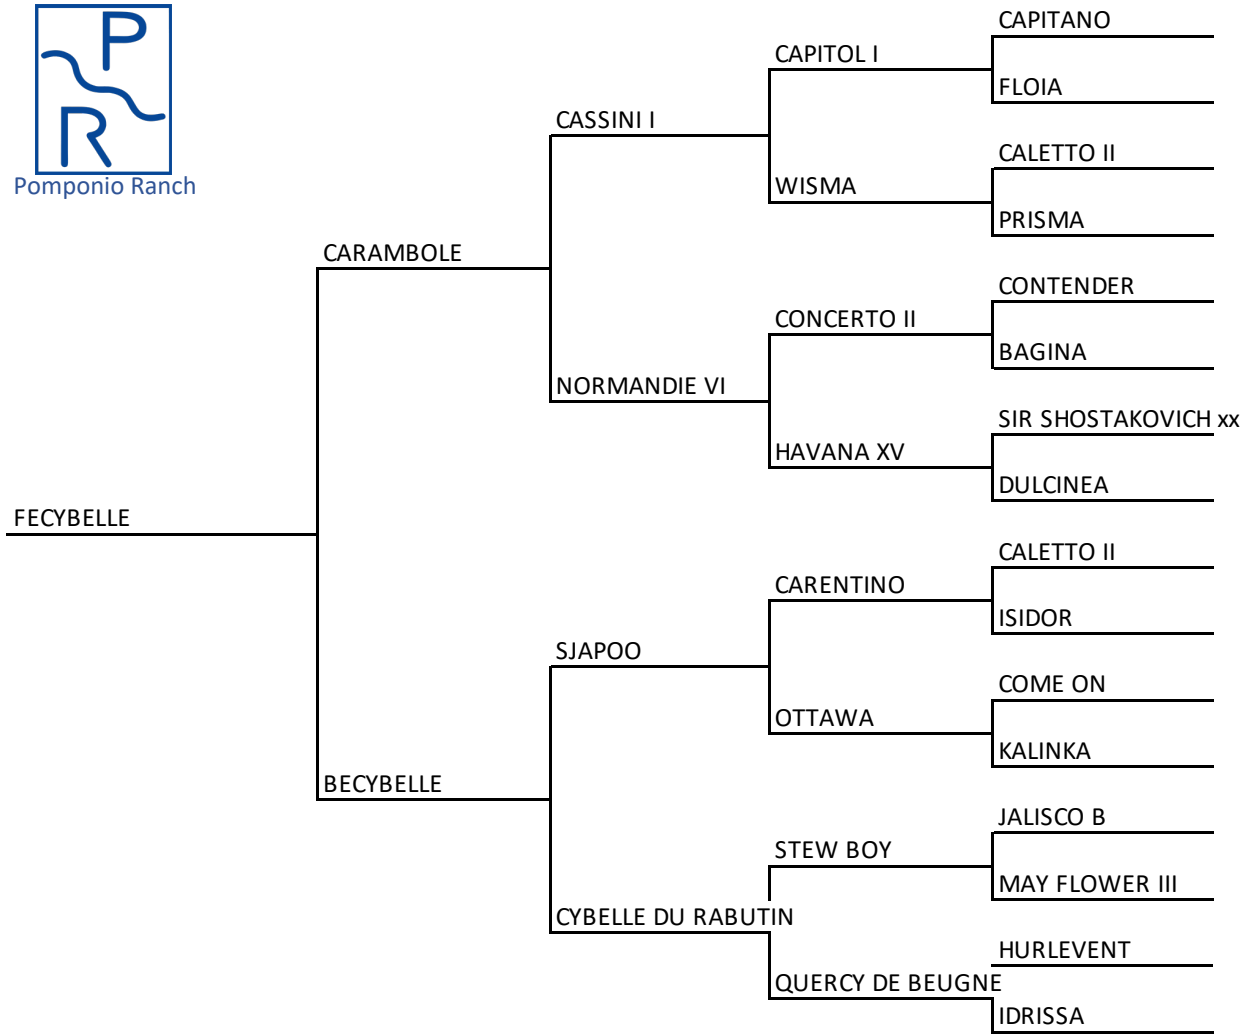 P
R
Pomponio Ranch
CAPITANO
CAPITOL I
FLOIA
CASSINI I
CALETTO II
WISMA
PRISMA
CARAMBOLE
CONTENDER
CONCERTO II
BAGINA
NORMANDIE VI
SIR SHOSTAKOVICH xx
HAVANA XV
DULCINEA
FECYBELLE
CALETTO II
CARENTINO
ISIDOR
SJAPOO
COME ON
OTTAWA
KALINKA
BECYBELLE
JALISCO B
STEW BOY
MAY FLOWER III
CYBELLE DU RABUTIN
HURLEVENT
QUERCY DE BEUGNE
IDRISSA